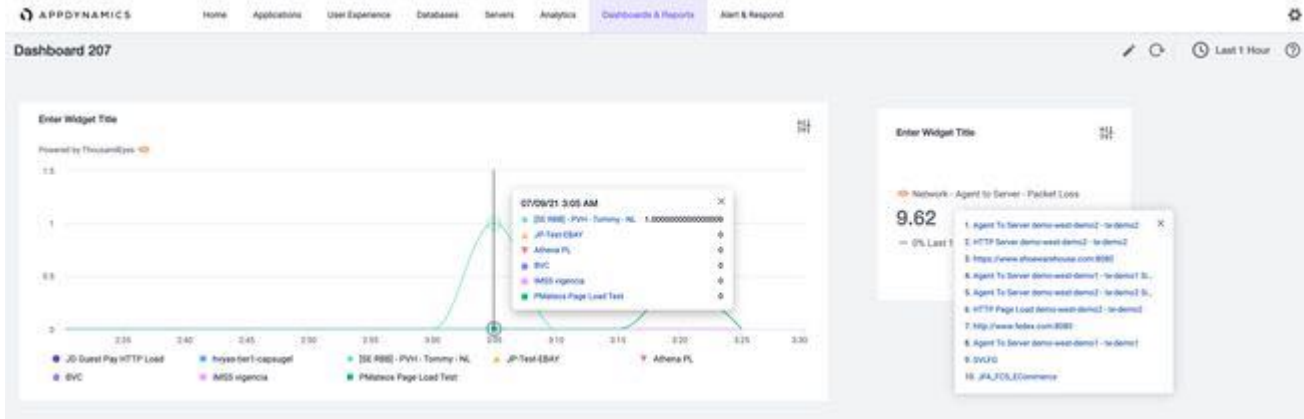 APPDYNAMICS
Home Applications User Experience Databases Servers Analytics Dashboards & Reports Alert & Respond
Dashboard 207
Last 1 Hour
Enter Widget Title
Powered by ThousandEyes
1.5
1
0.5
0
2:35 2:40 2:45 2:50 2:55 3:00 3:05 3:10 3:15 3:20 3:25 3:30
07/09/21 3:05 AM
[SE RBB] - PVH - Tommy - NL
JP-Test-EBAY 0
Athena PL 0
BVC 0
IMSS vigencia 0
PMateos Page Load Test 0
JD Guest Pay HTTP Load
[SE RBB] - PVH - Tommy - NL
JP-Test-EBAY
Athena PL
BVC
IMSS vigencia
PMateos Page Load Test
Enter Widget Title
Network - Agent to Server - Packet Loss
9.62
0% Last 1
1. Agent To Server demo-west-demo2 - te-demo2
2. HTTP Server demo-west-demo2 - te-demo2
3. https://www.shoewarehouse.com:8080
4. Agent To Server demo-west-demo1 - te-demo1 Si...
5. Agent To Server demo-west-demo2 - te-demo2 Si...
6. HTTP Page Load demo-west-demo2 - te-demo2
7. http://www.fedex.com:8080
8. Agent To Server demo-west-demo1 - te-demo1
9. SVLFG
10. JPA_FCS_ECommerce